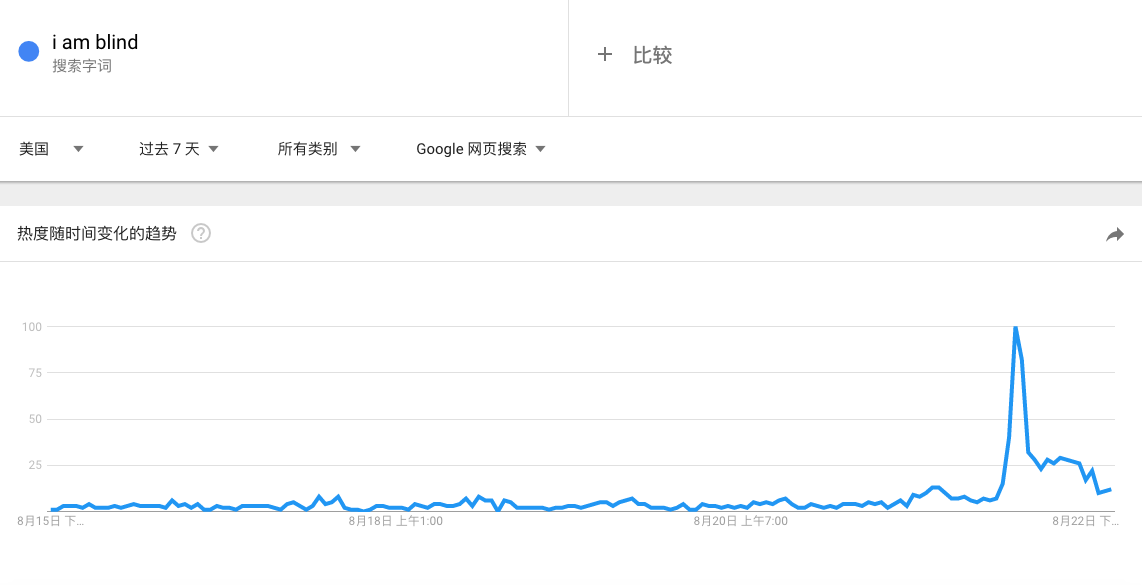 i am blind
搜索字词
+ 比较
美国 过去 7 天 所有类别 Google 网页搜索
热度随时间变化的趋势 ?
100
75
50
25
8月15日 下... 8月18日 上午1:00 8月20日 上午7:00 8月22日 下...